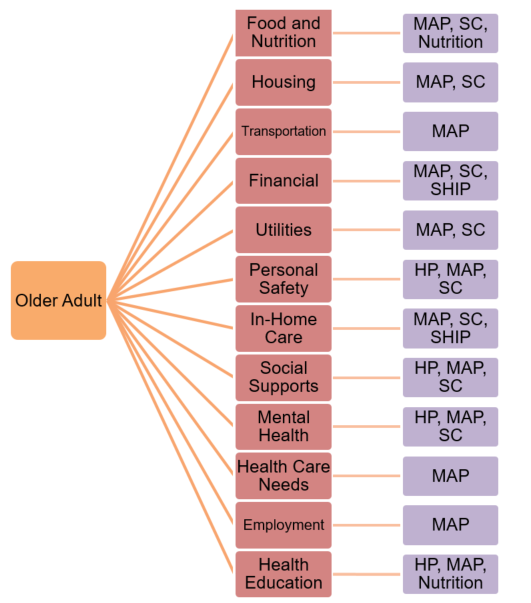 Older Adult
Food and
Nutrition
MAP, SC,
Nutrition
Housing
MAP, SC
Transportation
MAP
Financial
MAP, SC,
SHIP
Utilities
MAP, SC
Personal
Safety
HP, MAP,
SC
In-Home
Care
MAP, SC,
SHIP
Social
Supports
HP, MAP,
SC
Mental
Health
HP, MAP,
SC
Health Care
Needs
MAP
Employment
MAP
Health
Education
HP, MAP,
Nutrition